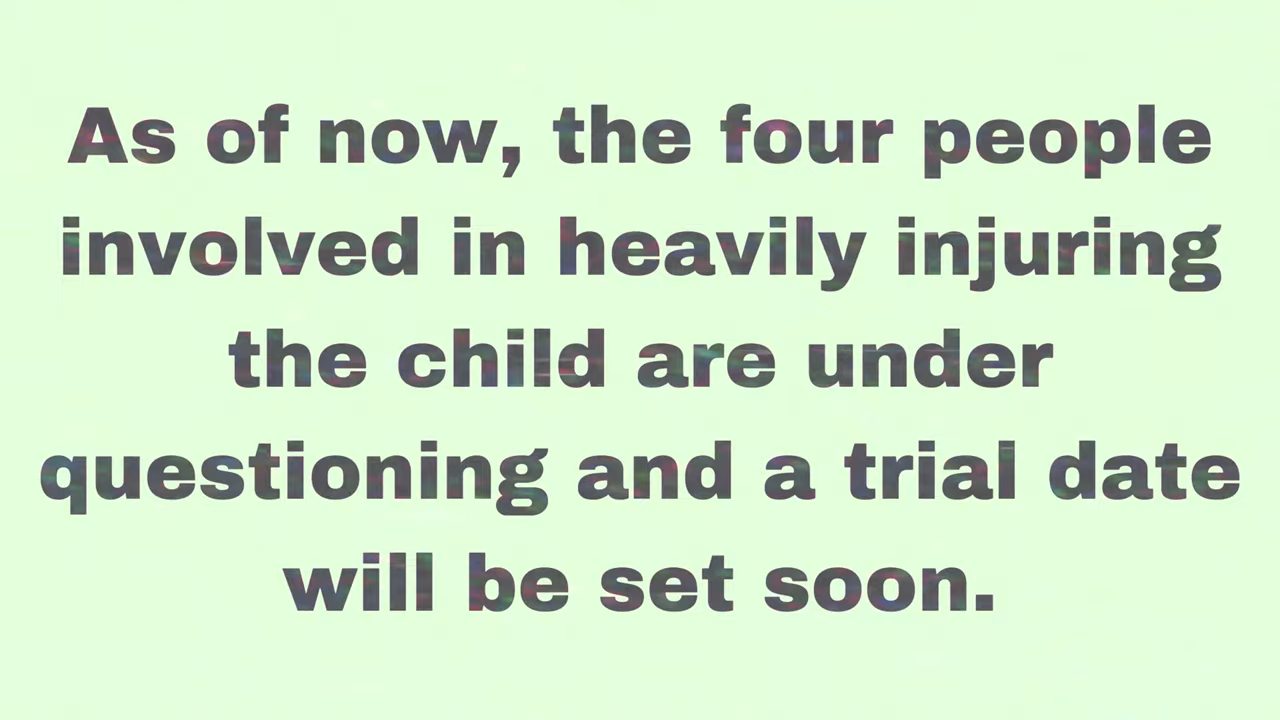 As of now, the four people
involved in heavily injuring
the child are under
questioning and a trial date
will be set soon.